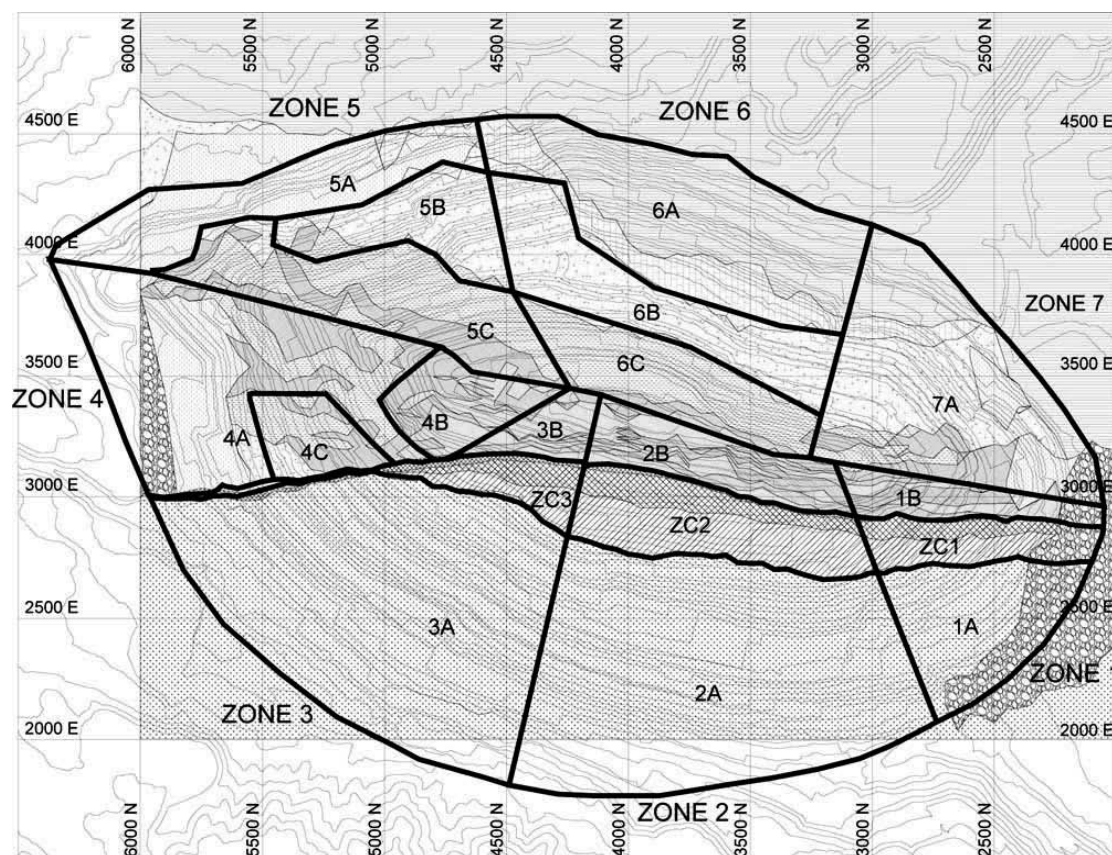 6000 N
5500 N
5000 N
4500 N
4000 N
3500 N
3000 N
2500 N
ZONE 5
ZONE 6
4500 E
4500 E
5A
5B
6A
4000 E
4000 E
6B
ZONE 7
5C
6C
3500 E
3500 E
ZONE 4
7A
4A
4B
3B
4C
2B
3000 E
3000 E
1B
ZC3
ZC2
ZC1
2500 E
2500 E
3A
1A
ZONE 1
2A
ZONE 3
2000 E
2000 E
ZONE 2
6000 N
5500 N
5000 N
4500 N
4000 N
3500 N
3000 N
2500 N